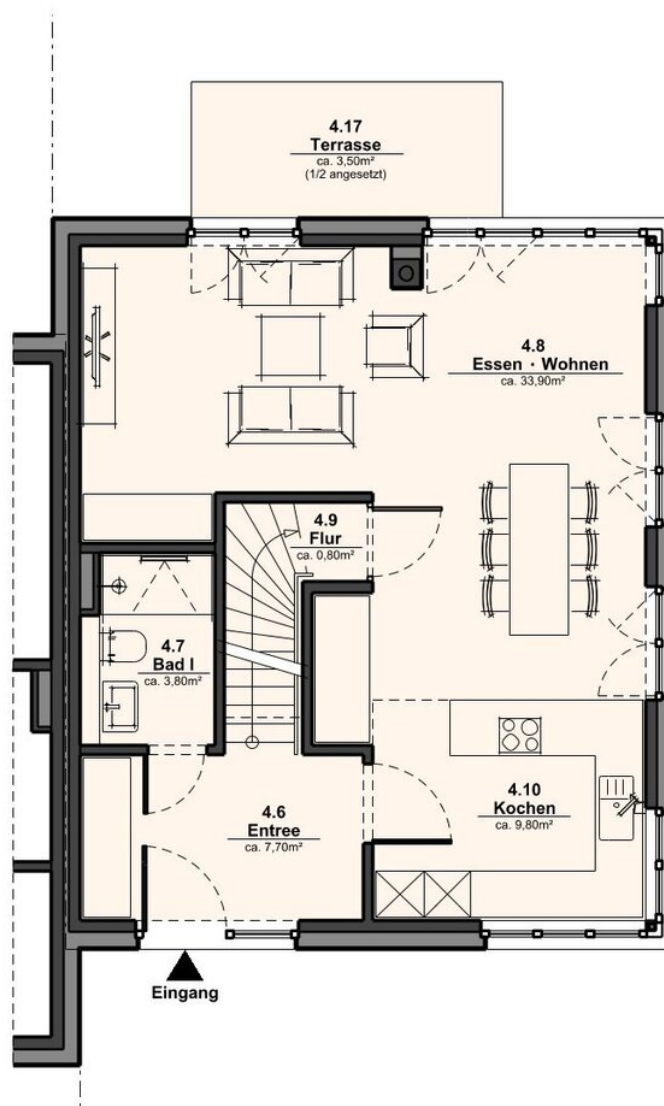 4.17
Terrasse
ca. 3,50m²
(1/2 angesetzt)
4.8
Essen · Wohnen
ca. 33,90m²
4.9
Flur
ca. 0,80m²
4.7
Bad I
ca. 3,80m²
4.10
Kochen
ca. 9,80m²
4.6
Entree
ca. 7,70m²
Eingang